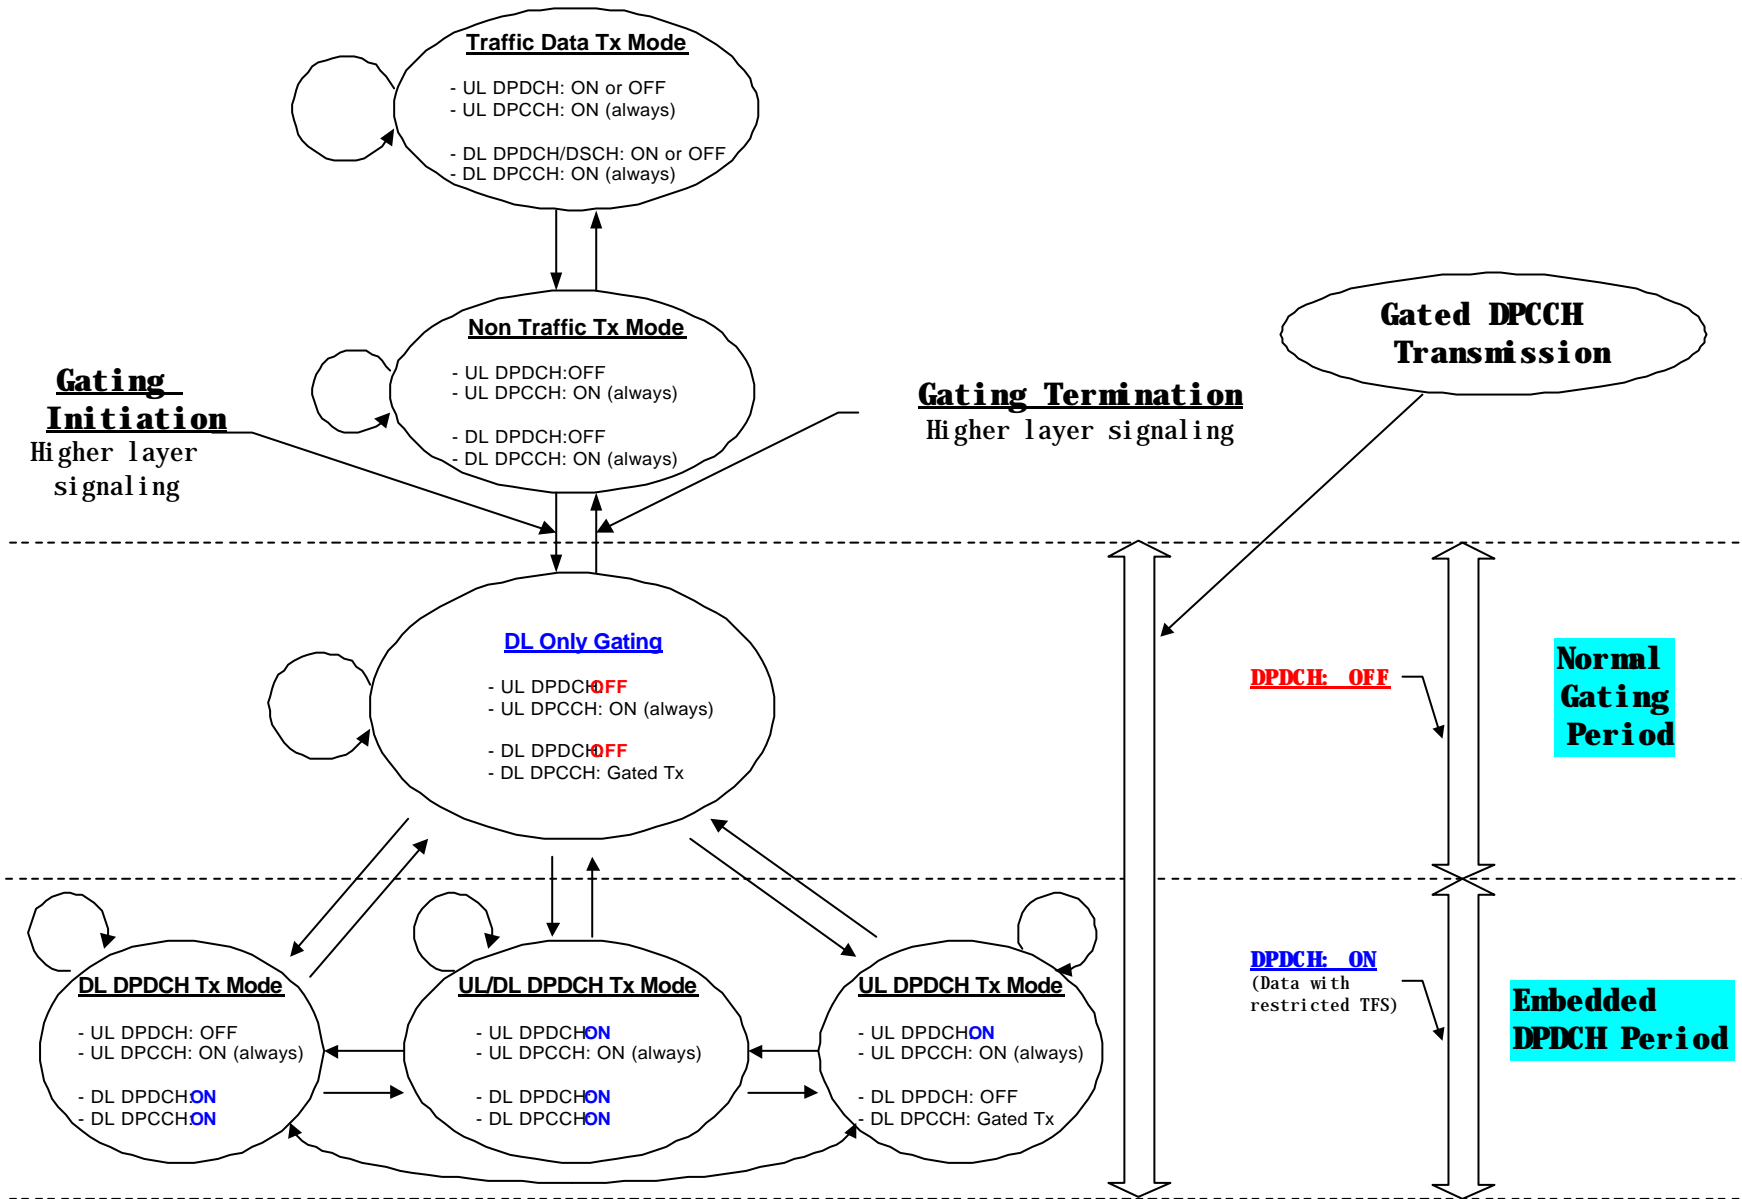 Traffic Data Tx Mode
- UL DPDCH: ON or OFF
- UL DPCCH: ON (always)
- DL DPDCH/DSCH: ON or OFF
- DL DPCCH: ON (always)
Non Traffic Tx Mode
- UL DPDCH:OFF
- UL DPCCH: ON (always)
- DL DPDCH:OFF
- DL DPCCH: ON (always)
Gating
Initiation
Higher layer
signaling
Gating Termination
Higher layer signaling
Gated DPCCH
Transmission
DL Only Gating
- UL DPDCH:OFF
- UL DPCCH: ON (always)
- DL DPDCH:OFF
- DL DPCCH: Gated Tx
DPDCH: OFF
Normal
Gating
Period
DL DPDCH Tx Mode
- UL DPDCH: OFF
- UL DPCCH: ON (always)
- DL DPDCH:ON
- DL DPCCH:ON
UL/DL DPDCH Tx Mode
- UL DPDCH:ON
- UL DPCCH: ON (always)
- DL DPDCH:ON
- DL DPCCH:ON
UL DPDCH Tx Mode
- UL DPDCH:ON
- UL DPCCH: ON (always)
- DL DPDCH: OFF
- DL DPCCH: Gated Tx
DPDCH: ON
(Data with
restricted TFS)
Embedded
DPDCH Period